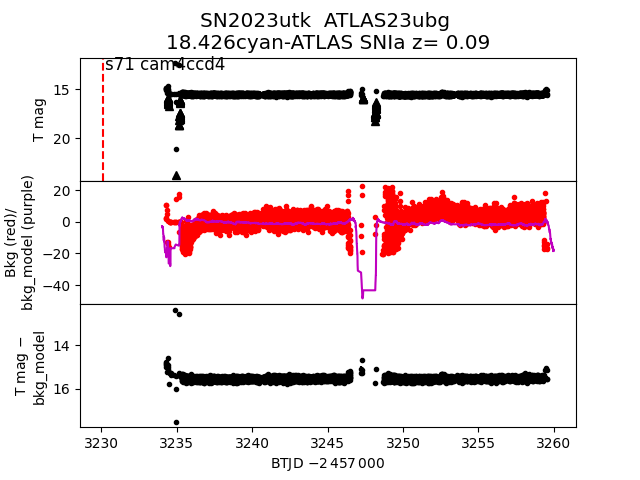 SN2023utk  ATLAS23ubg
18.426cyan-ATLAS SNIa z= 0.09
s71 cam4ccd4
T mag
15
20
Bkg (red)/
bkg_model (purple)
20
0
−20
−40
T mag −
bkg_model
14
16
3230 3235 3240 3245 3250 3255 3260
BTJD −2 457 000